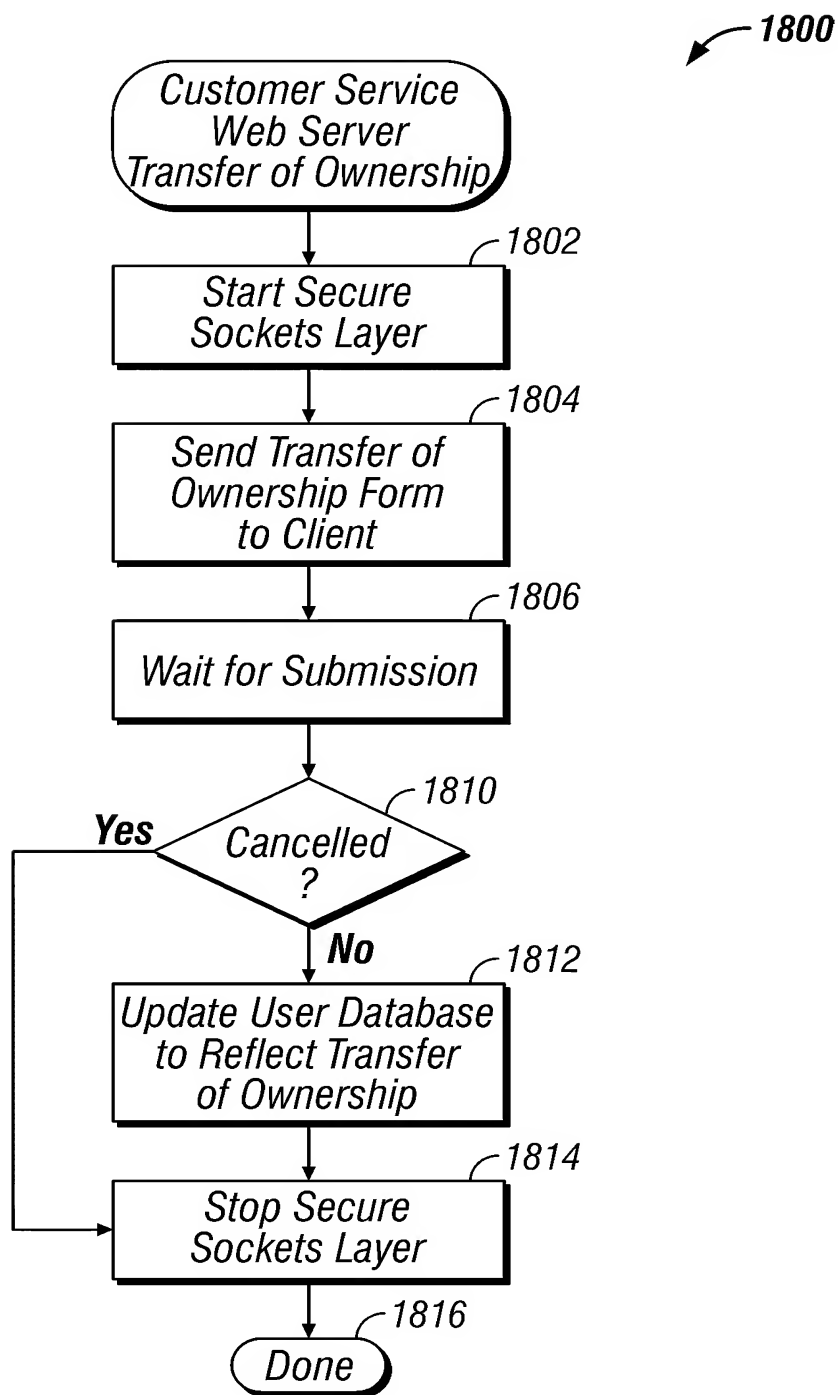 1800
Customer Service
Web Server
Transfer of Ownership
1802
Start Secure
Sockets Layer
1804
Send Transfer of
Ownership Form
to Client
1806
Wait for Submission
1810
Yes
Cancelled
?
No
1812
Update User Database
to Reflect Transfer
of Ownership
1814
Stop Secure
Sockets Layer
1816
Done